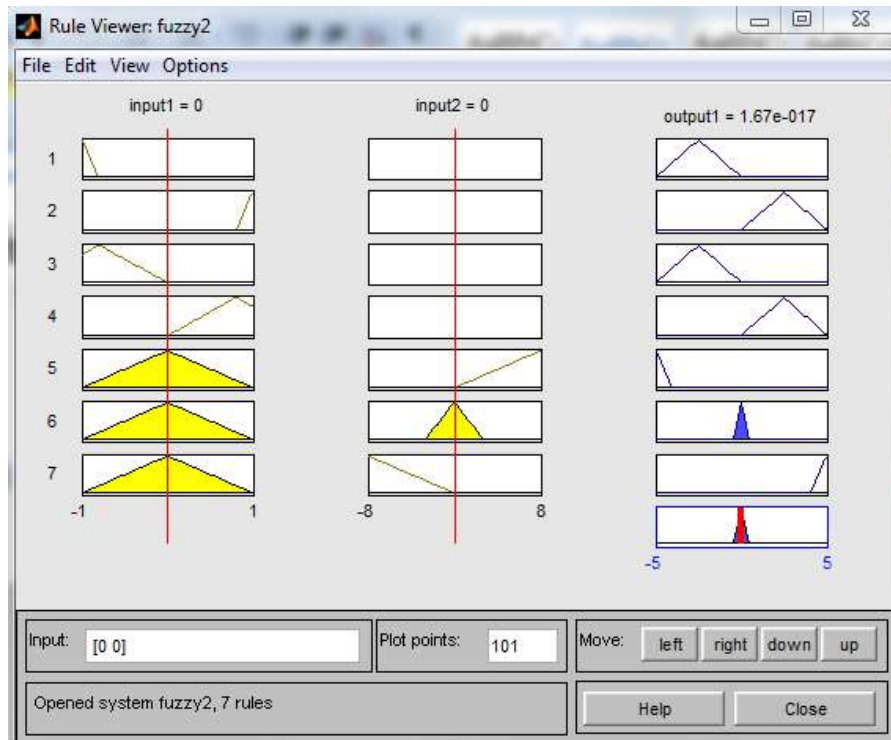 Rule Viewer: fuzzy2
File Edit View Options
input1 = 0
input2 = 0
output1 = 1.67e-017
1
2
3
4
5
6
7
-1 1
-8 8
-5 5
Input: [0 0]
Plot points: 101
Move: left right down up
Opened system fuzzy2, 7 rules
Help Close